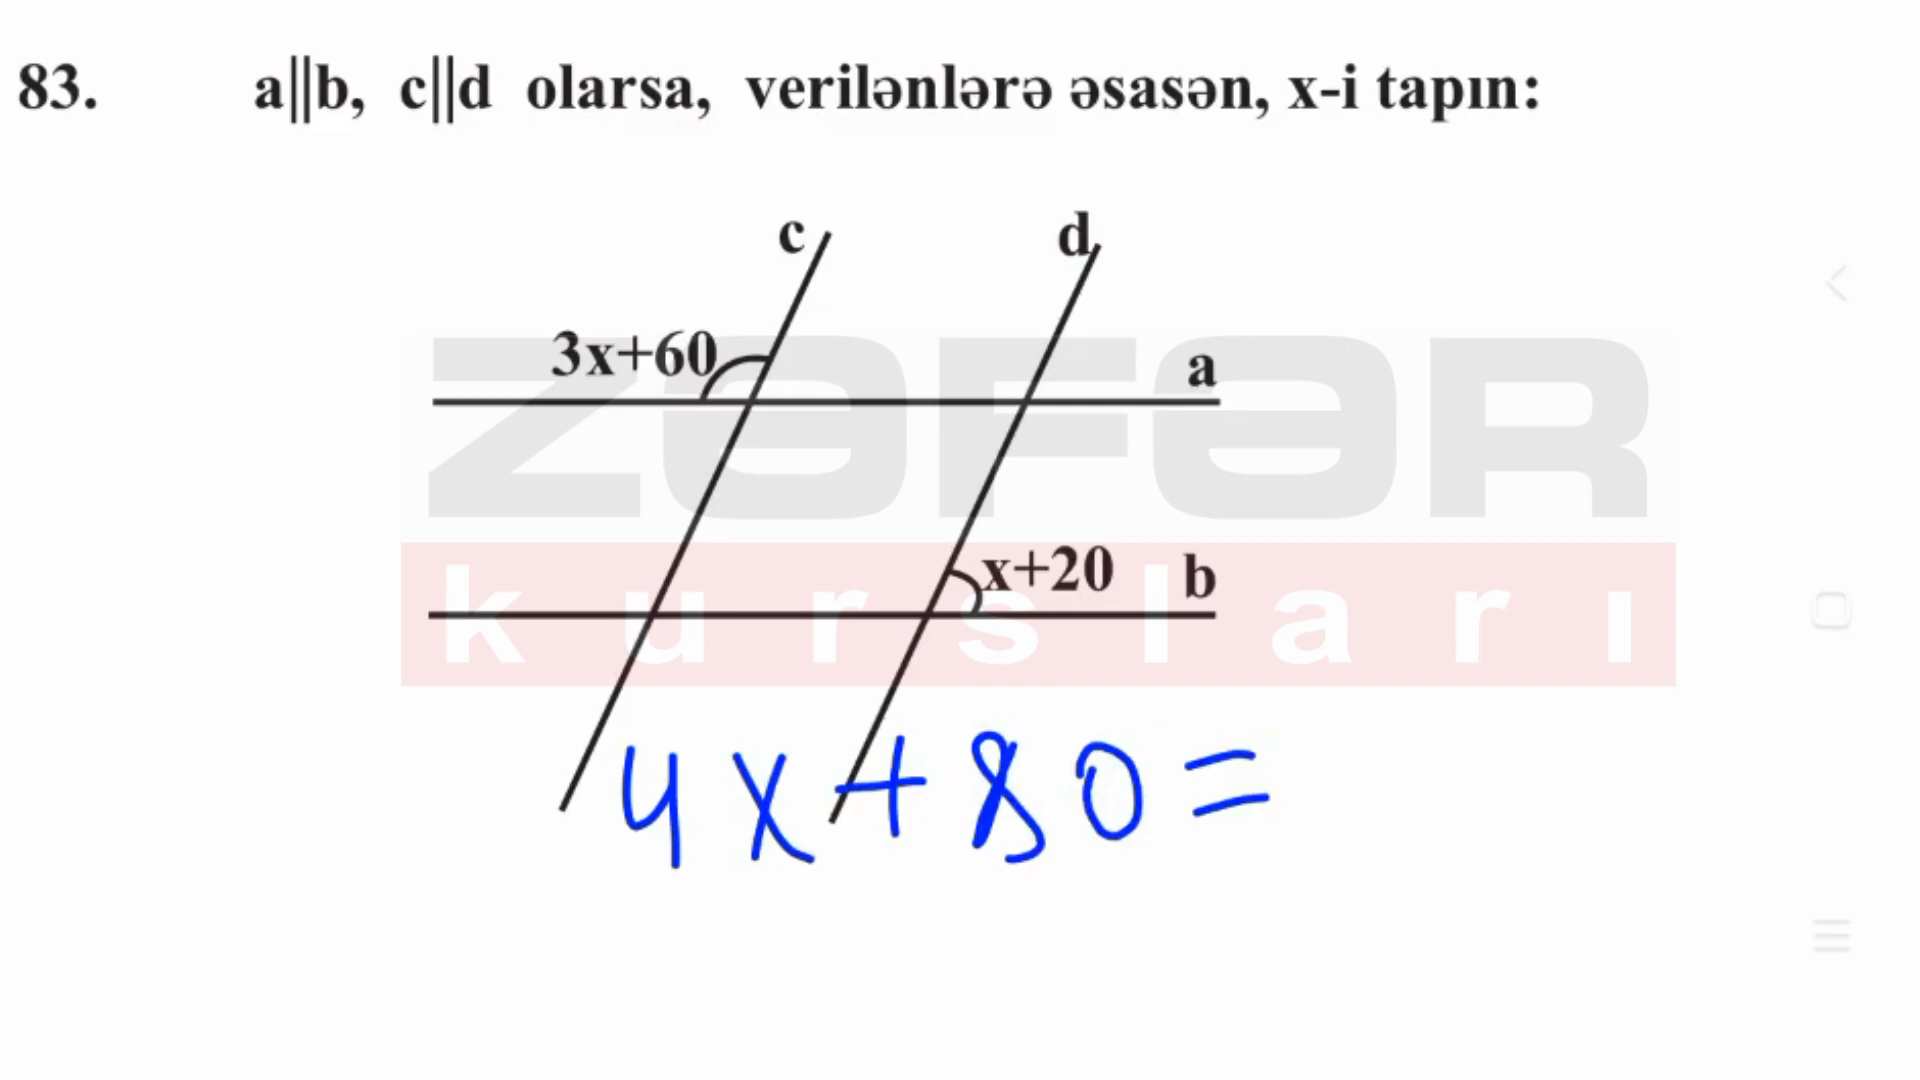 83. a||b, c||d olarsa, verilənlərə əsasən, x-i tapın:
c d
3x+60 a
ZƏFƏR
x+20 b
kursları
4x+80=